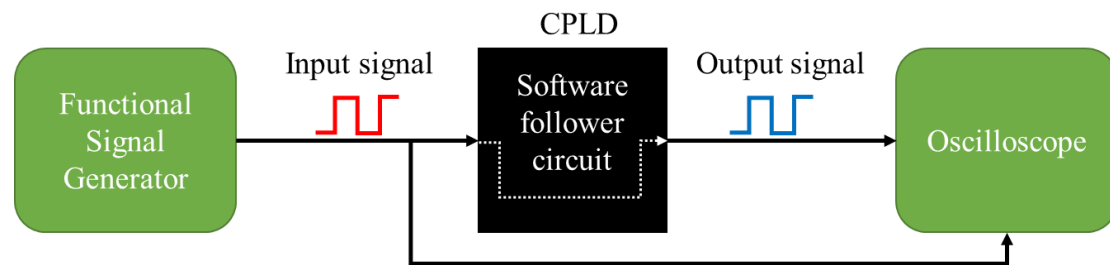 CPLD
Functional
Signal
Generator
Input signal
Software
follower
circuit
Output signal
Oscilloscope